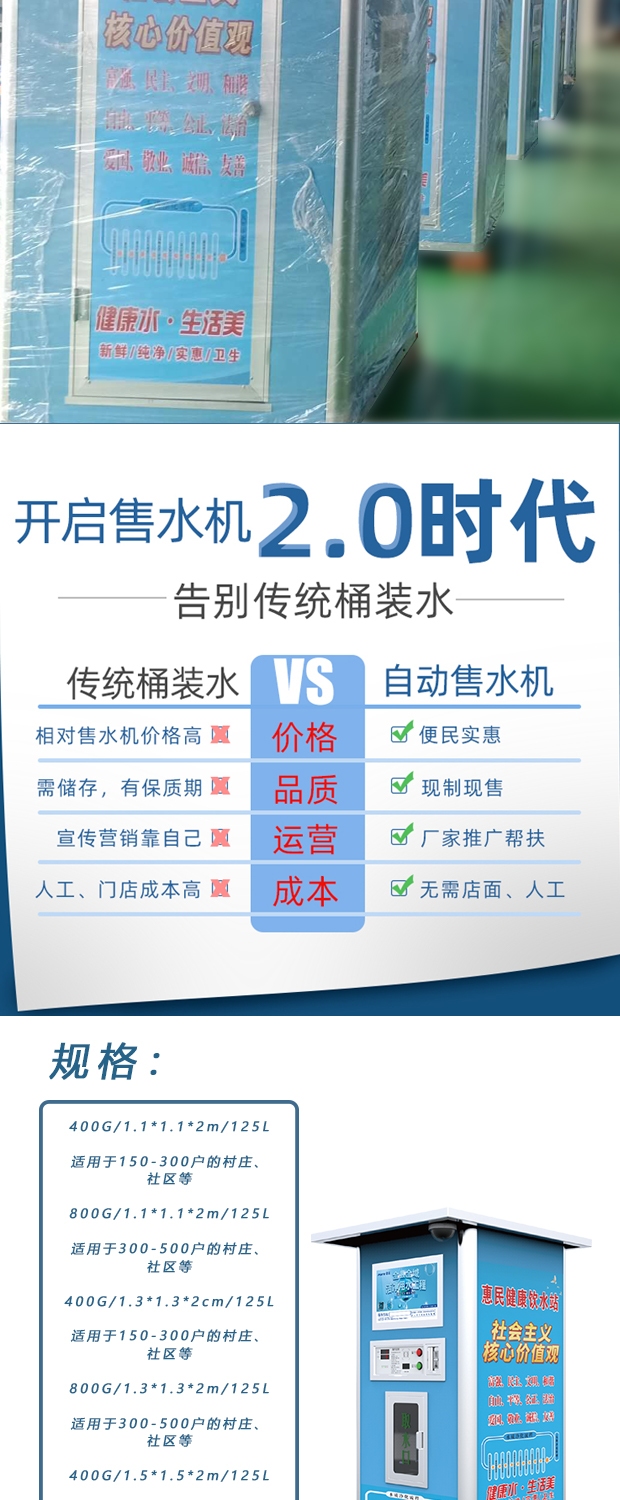 核心价值观
富强、民主、文明、和谐
自由、平等、公正、法治
爱国、敬业、诚信、友善
健康水·生活美
新鲜/纯净/实惠/卫生
开启售水机2.0时代
告别传统桶装水
传统桶装水 VS 自动售水机
相对售水机价格高 价格 便民实惠
需储存，有保质期 品质 现制现售
宣传营销靠自己 运营 厂家推广帮扶
人工、门店成本高 成本 无需店面、人工
规格：
400G/1.1*1.1*2m/125L
适用于150-300户的村庄、
社区等
800G/1.1*1.1*2m/125L
适用于300-500户的村庄、
社区等
400G/1.3*1.3*2cm/125L
适用于150-300户的村庄、
社区等
800G/1.3*1.3*2m/125L
适用于300-500户的村庄、
社区等
400G/1.5*1.5*2m/125L
惠民健康饮水站
社会主义
核心价值观
富强、民主、文明、和谐
自由、平等、公正、法治
爱国、敬业、诚信、友善
健康水·生活美